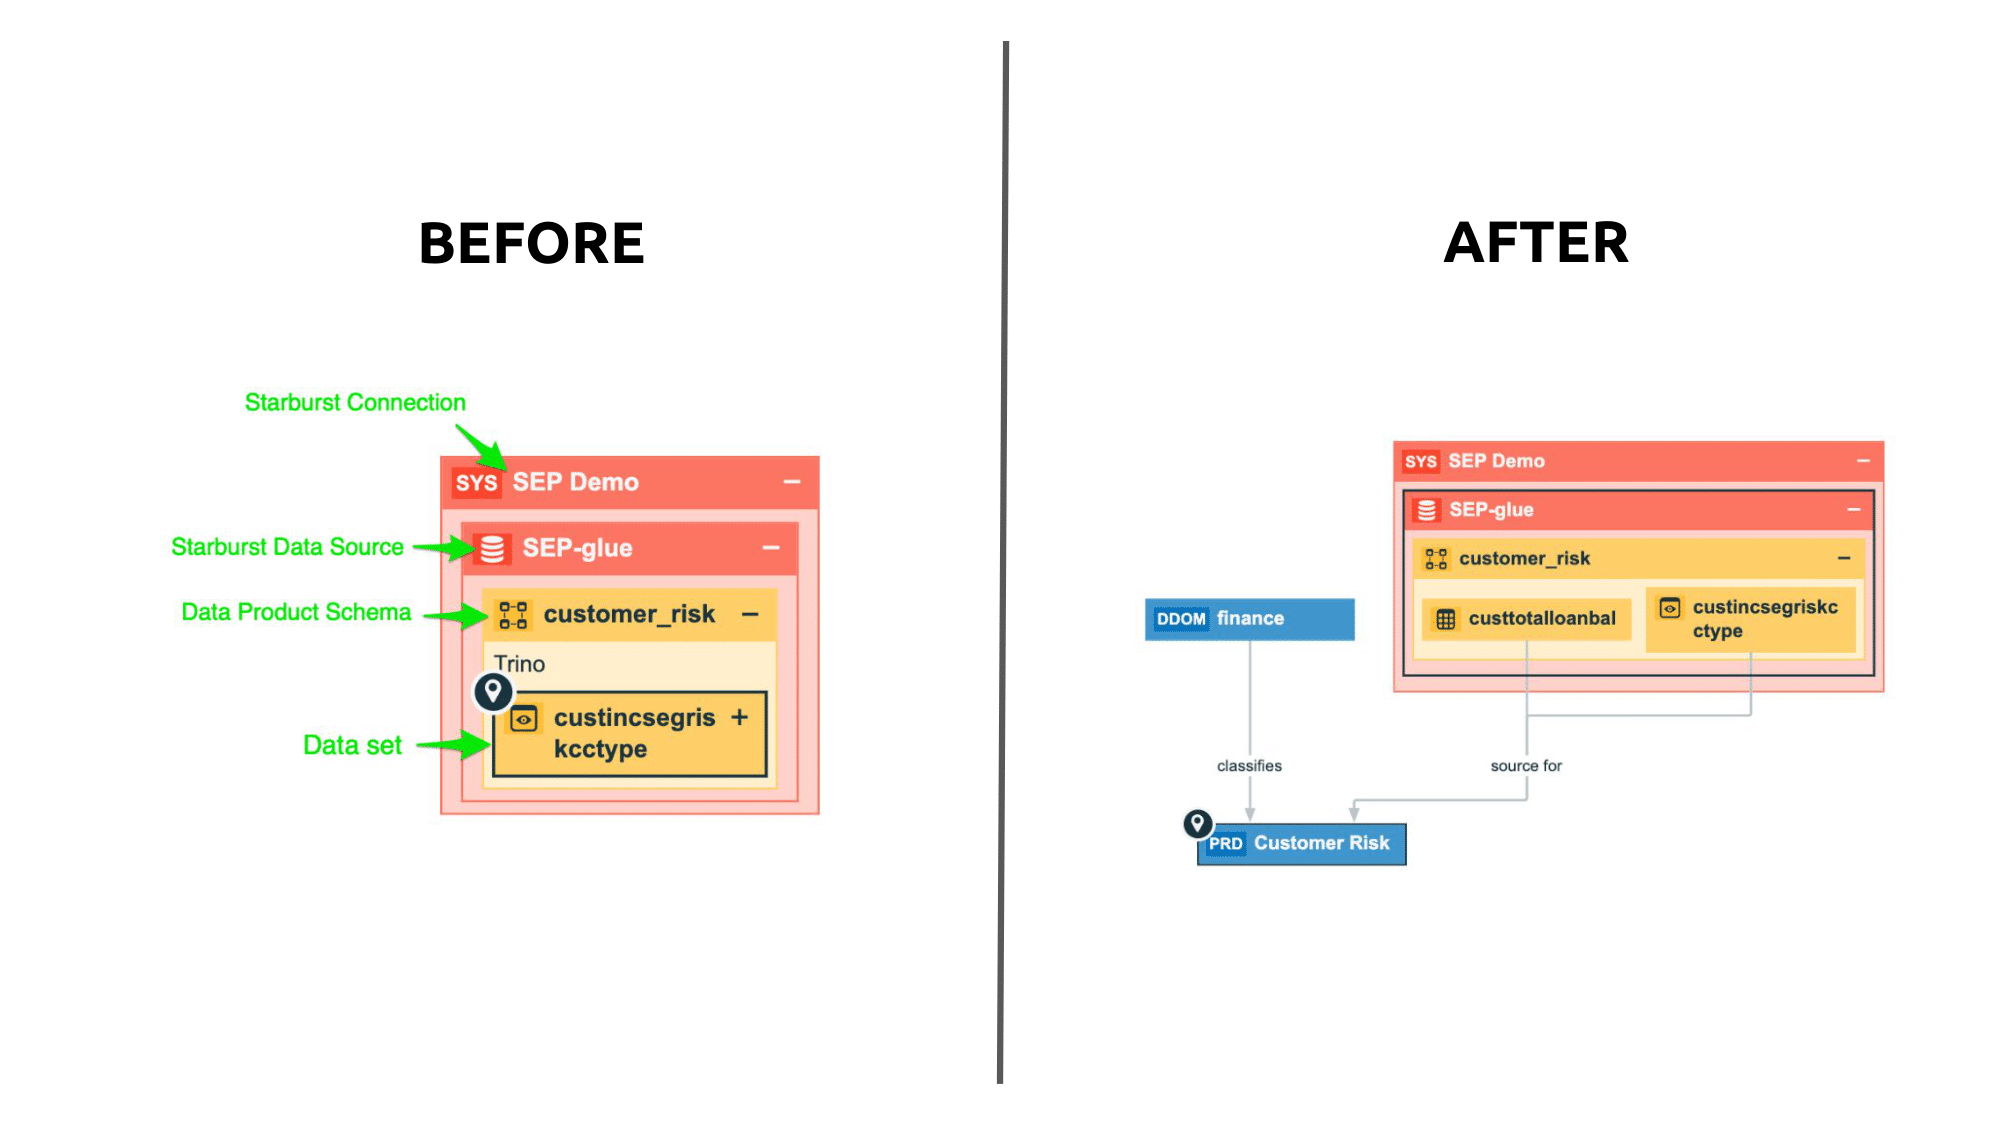 BEFORE
Starburst Connection
SYS SEP Demo
Starburst Data Source
SEP-glue
Data Product Schema
customer_risk
Trino
custincsegris
kcctype
Data set
AFTER
SYS SEP Demo
SEP-glue
customer_risk
custtotalloanbal
custincsegriskc
ctype
DDOM finance
classifies
source for
PRD Customer Risk